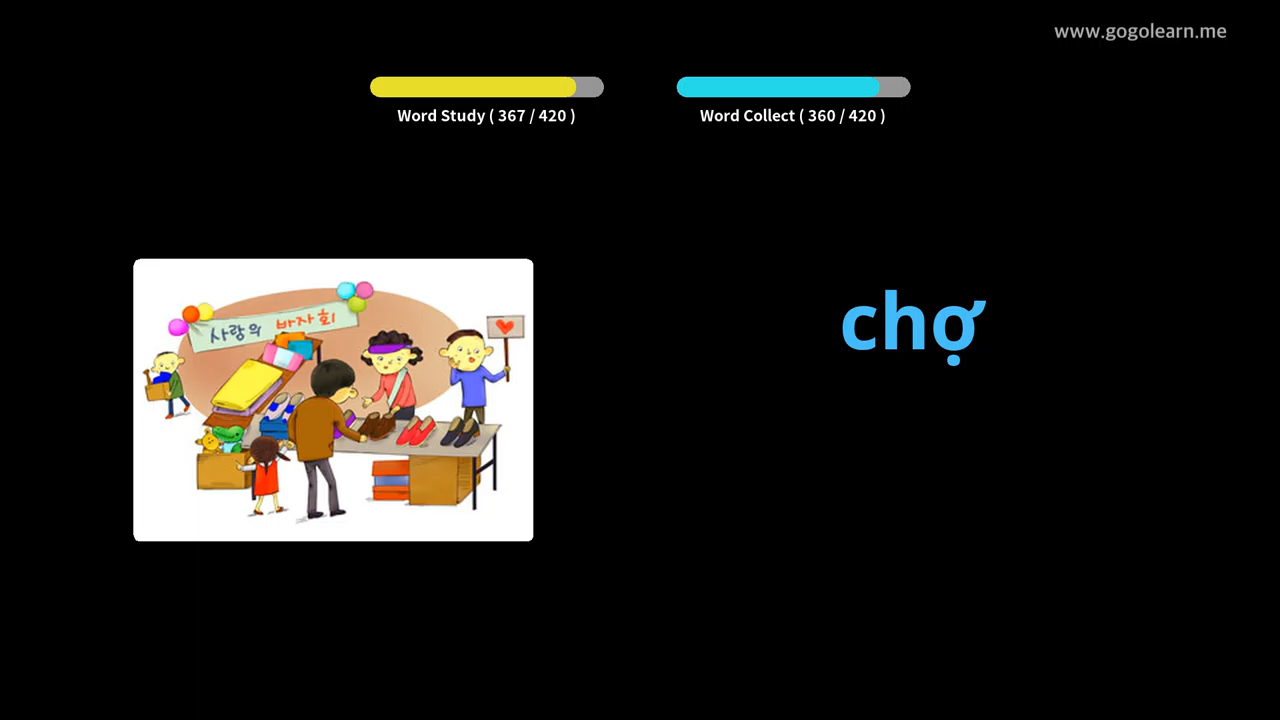 www.gogolearn.me
Word Study ( 367 / 420 )
Word Collect ( 360 / 420 )
사랑의 바자회
chợ